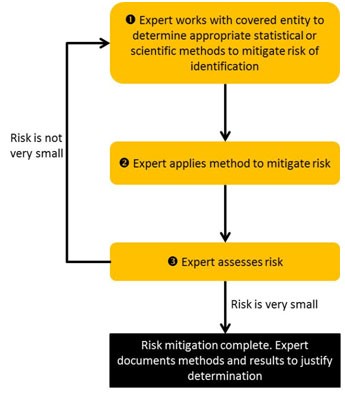 ❶ Expert works with covered entity to
determine appropriate statistical or
scientific methods to mitigate risk of
identification
Risk is not
very small
❷ Expert applies method to mitigate risk
❸ Expert assesses risk
Risk is very small
Risk mitigation complete. Expert
documents methods and results to justify
determination